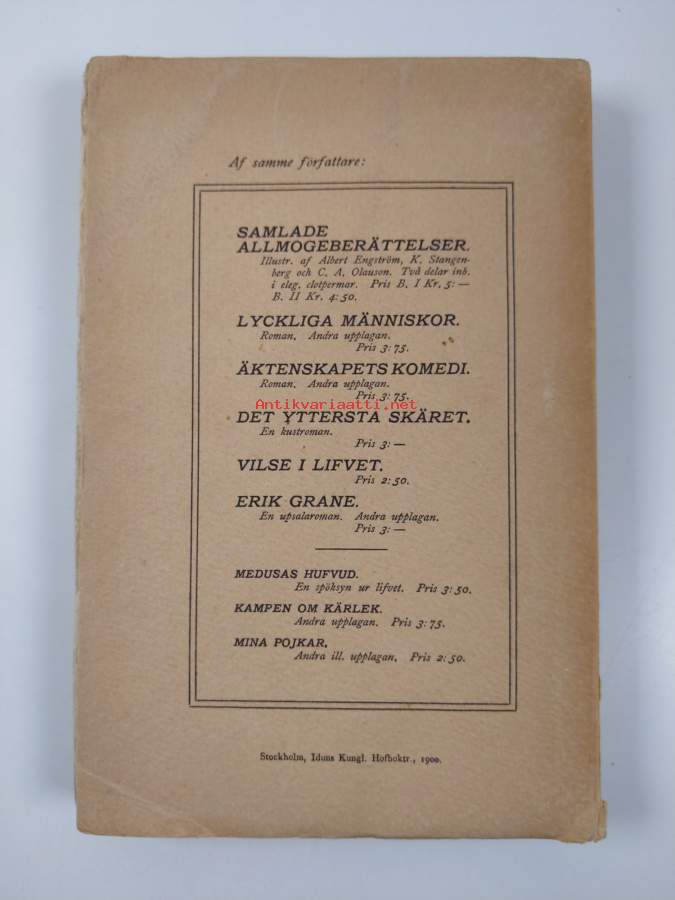 Af samme författare:
SAMLADE
ALLMOGEBERÄTTELSER.
Illustr. af Albert Engström, K. Stangen-
berg och C. A. Olauson. Två delar inb.
i eleg. clotpermar. Pris B. I Kr. 5: —
B. II Kr. 4: 50.
LYCKLIGA MÄNNISKOR.
Roman. Andra upplagan.
Pris 3: 75.
ÄKTENSKAPETS KOMEDI.
Roman. Andra upplagan.
Pris 3: 75.
Antikvariaatti.net
DET YTTERSTA SKÄRET.
En kustroman.
Pris 3: —
VILSE I LIFVET.
Pris 2: 50.
ERIK GRANE.
En upsalaroman. Andra upplagan.
Pris 3: —
MEDUSAS HUFVUD.
En spöksyn ur lifvet. Pris 3: 50.
KAMPEN OM KÄRLEK.
Andra upplagan. Pris 3: 75.
MINA POJKAR.
Andra ill. upplagan. Pris 2: 50.
Stockholm, Iduns Kungl. Hofboktr., 1900.